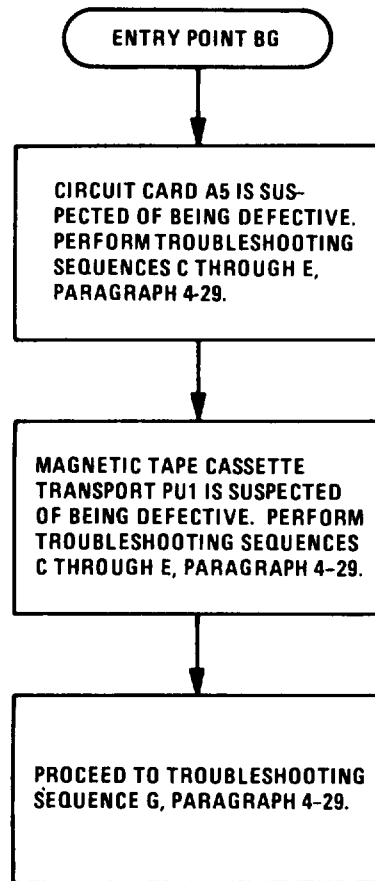 ENTRY POINT BG
CIRCUIT CARD A5 IS SUS-
PECTED OF BEING DEFECTIVE.
PERFORM TROUBLESHOOTING
SEQUENCES C THROUGH E,
PARAGRAPH 4-29.
MAGNETIC TAPE CASSETTE
TRANSPORT PU1 IS SUSPECTED
OF BEING DEFECTIVE. PERFORM
TROUBLESHOOTING SEQUENCES
C THROUGH E, PARAGRAPH 4-29.
PROCEED TO TROUBLESHOOTING
SEQUENCE G, PARAGRAPH 4-29.